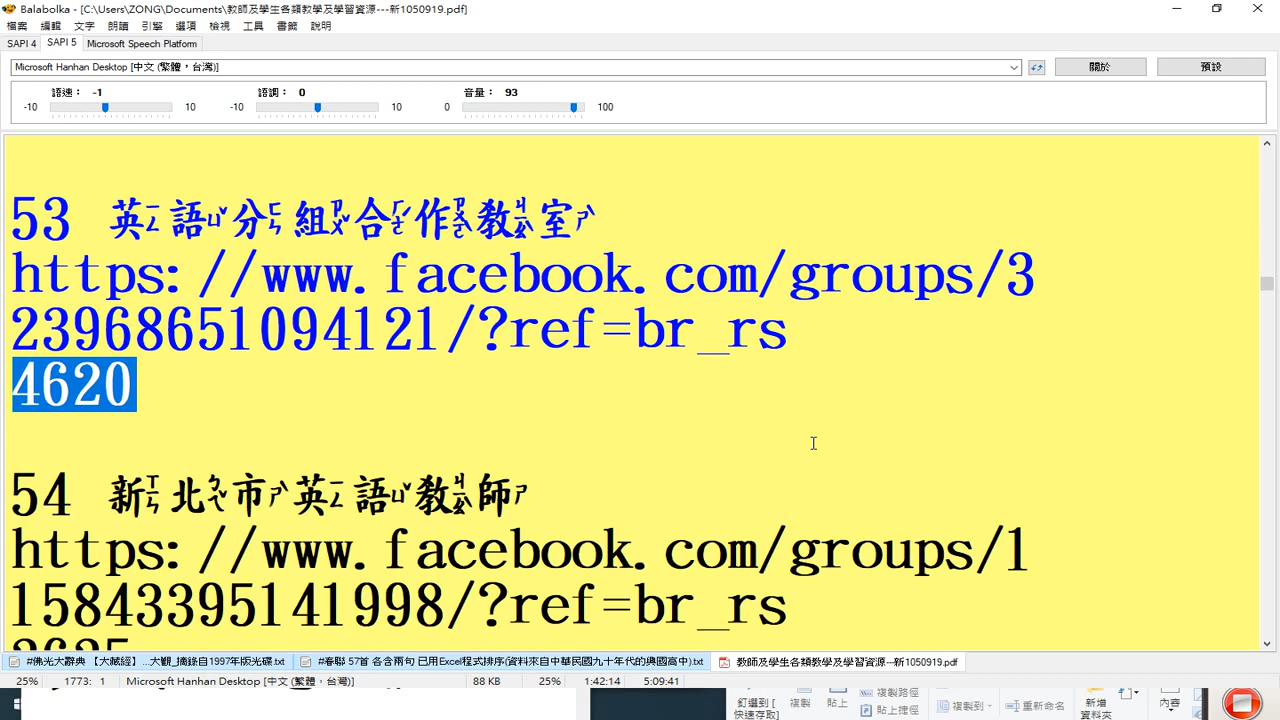 Balabolka - [C:\Users\ZONG\Documents\教師及學生各類教學及學習資源---新1050919.pdf]
檔案 編輯 文字 朗讀 引擎 選項 檢視 工具 書籤 說明
SAPI 4 SAPI 5 Microsoft Speech Platform
Microsoft Hanhan Desktop [中文 (繁體，台灣)] 關於 預設
語速： -1 語調： 0 音量： 93
-10 10 -10 10 0 100
53 英語分組合作教室
https://www.facebook.com/groups/3
23968651094121/?ref=br_rs
4620
54 新北市英語教師
https://www.facebook.com/groups/1
15843395141998/?ref=br_rs
2625
#佛光大辭典 【大藏經】...大觀_摘錄自1997年版光碟.txt #春聯 57首 各含兩句 已用Excel程式排序(資料來自中華民國九十年代的興國高中).txt 教師及學生各類教學及學習資源---新1050919.pdf
25% 1773: 1 Microsoft Hanhan Desktop [中文 (繁體，台灣)] 88 KB 25% 1:42:14 5:09:41
釘選到 [ 複製 貼上 複製路徑 新增 內容
快速存取] 貼上捷徑 複製到 重新命名 資料夾